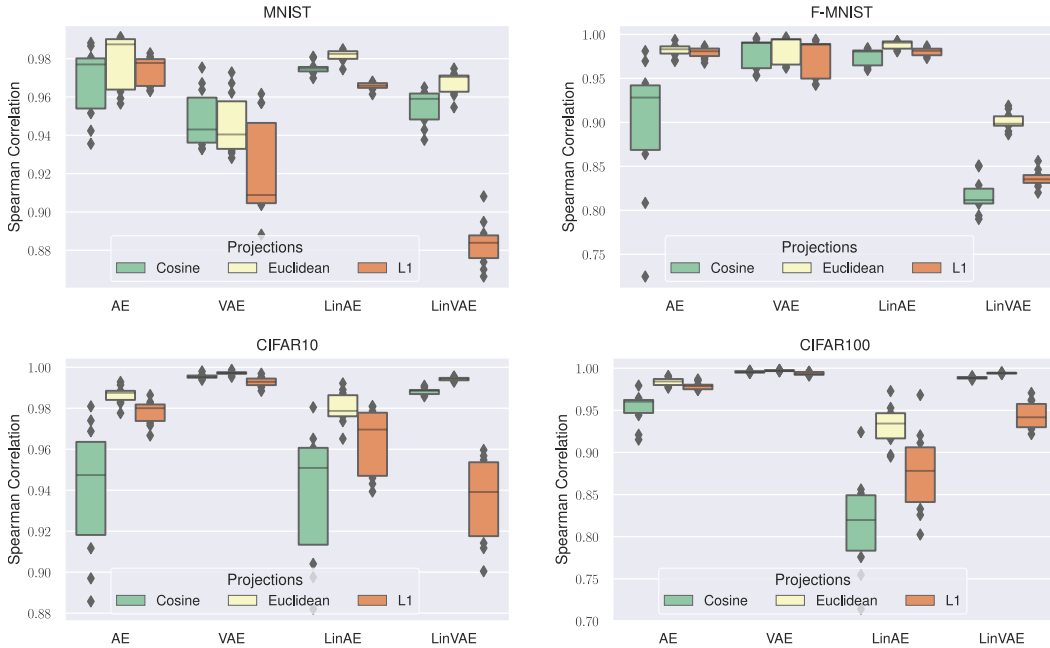 MNIST
Spearman Correlation
0.98
0.96
0.94
0.92
0.90
0.88
Projections
Cosine Euclidean L1
AE VAE LinAE LinVAE
F-MNIST
Spearman Correlation
1.00
0.95
0.90
0.85
0.80
0.75
Projections
Cosine Euclidean L1
AE VAE LinAE LinVAE
CIFAR10
Spearman Correlation
1.00
0.98
0.96
0.94
0.92
0.90
0.88
Projections
Cosine Euclidean L1
AE VAE LinAE LinVAE
CIFAR100
Spearman Correlation
1.00
0.95
0.90
0.85
0.80
0.75
0.70
Projections
Cosine Euclidean L1
AE VAE LinAE LinVAE